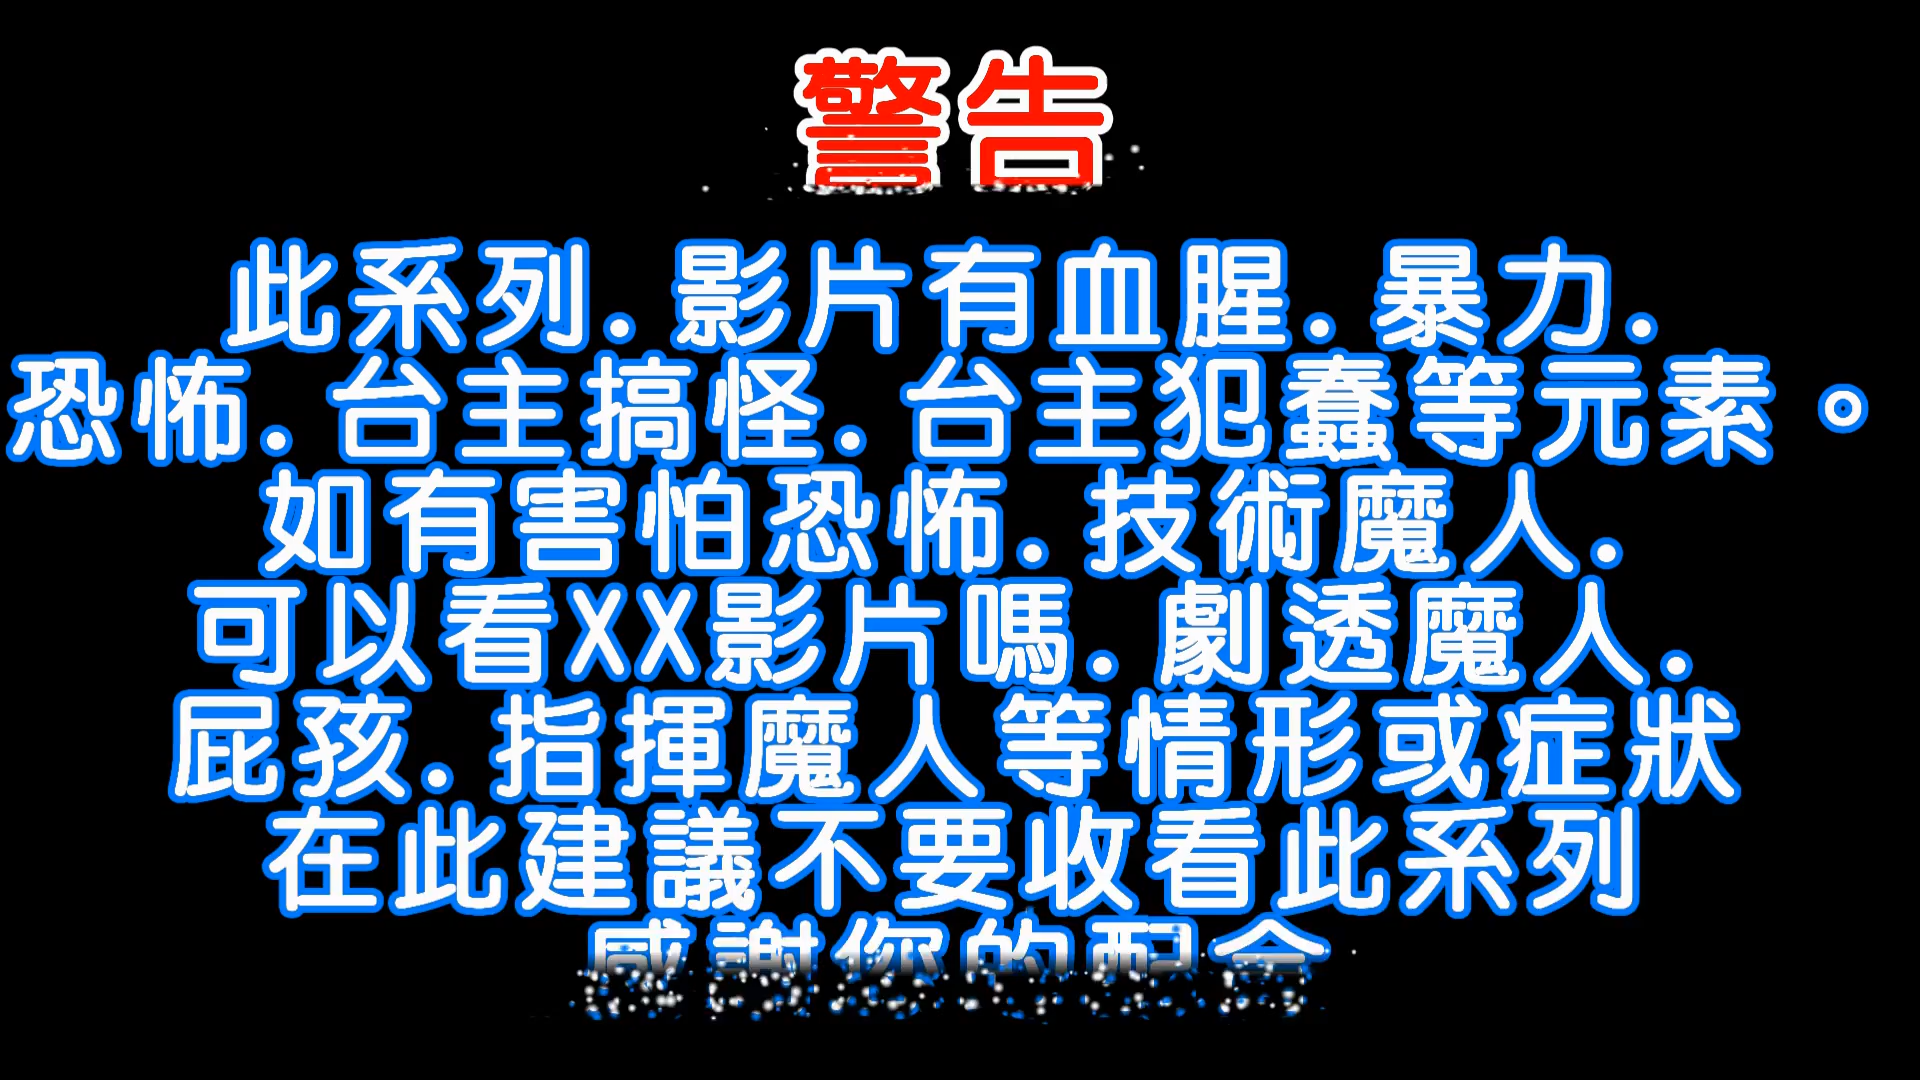 警告
此系列.影片有血腥.暴力.
恐怖.台主搞怪.台主犯蠢等元素。
如有害怕恐怖.技術魔人.
可以看XX影片嗎.劇透魔人.
屁孩.指揮魔人等情形或症狀
在此建議不要收看此系列
感謝您的配合